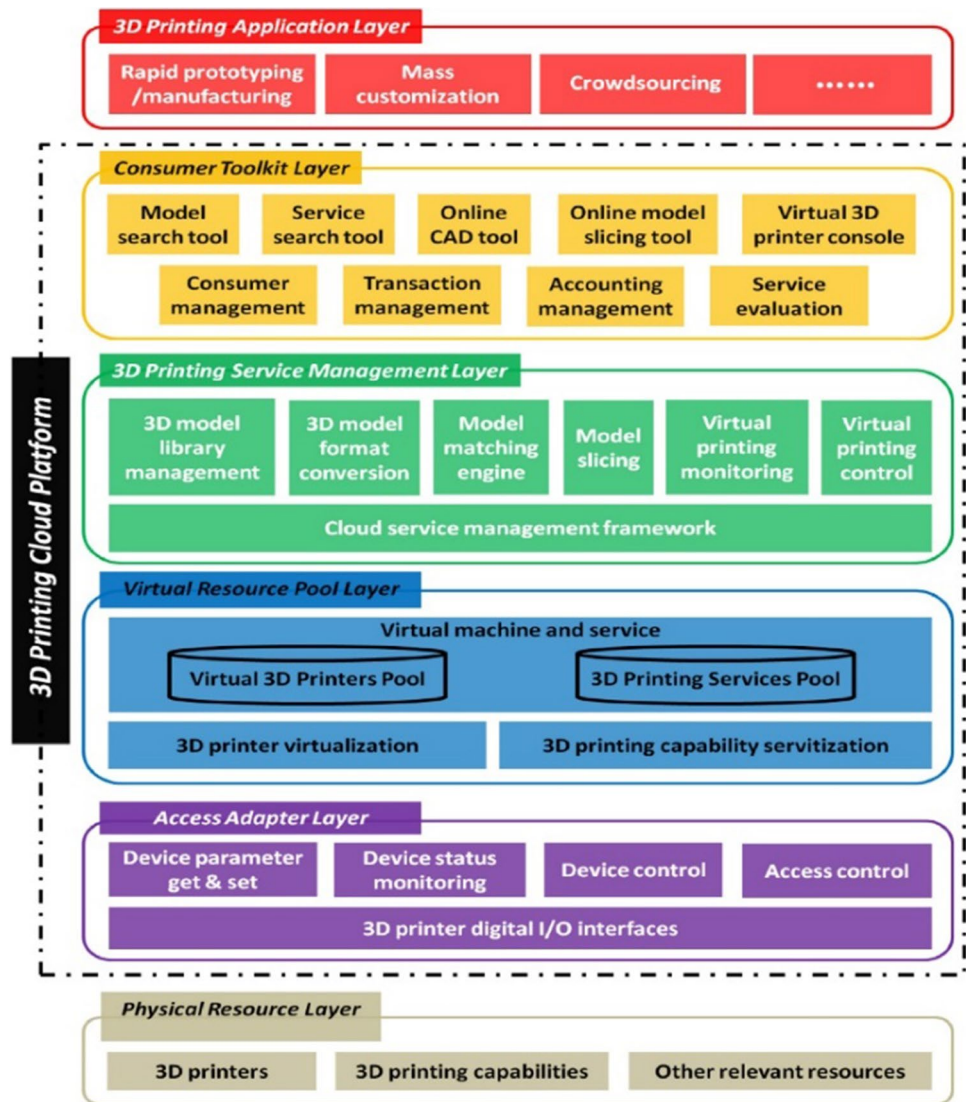 3D Printing Application Layer
Rapid prototyping
/manufacturing
Mass
customization
Crowdsourcing
......
3D Printing Cloud Platform
Consumer Toolkit Layer
Model
search tool
Service
search tool
Online
CAD tool
Online model
slicing tool
Virtual 3D
printer console
Consumer
management
Transaction
management
Accounting
management
Service
evaluation
3D Printing Service Management Layer
3D model
library
management
3D model
format
conversion
Model
matching
engine
Model
slicing
Virtual
printing
monitoring
Virtual
printing
control
Cloud service management framework
Virtual Resource Pool Layer
Virtual machine and service
Virtual 3D Printers Pool
3D Printing Services Pool
3D printer virtualization
3D printing capability servitization
Access Adapter Layer
Device parameter
get & set
Device status
monitoring
Device control
Access control
3D printer digital I/O interfaces
Physical Resource Layer
3D printers
3D printing capabilities
Other relevant resources